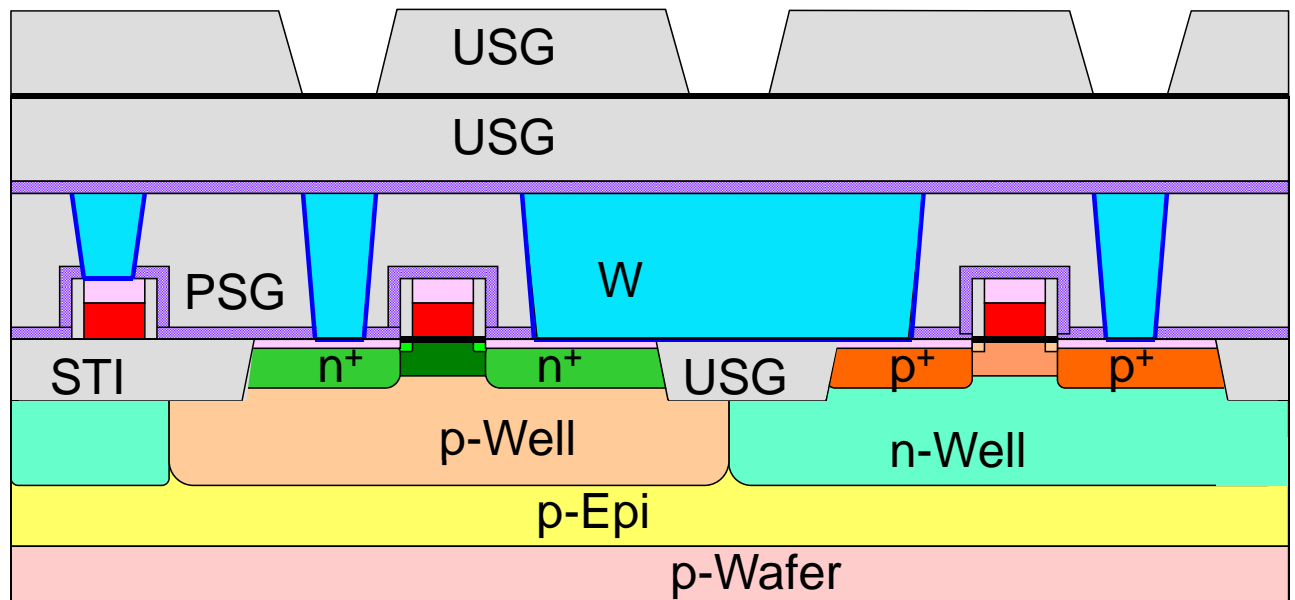 USG
USG
W
PSG
STI
n+
n+
USG
p+
p+
p-Well
n-Well
p-Epi
p-Wafer